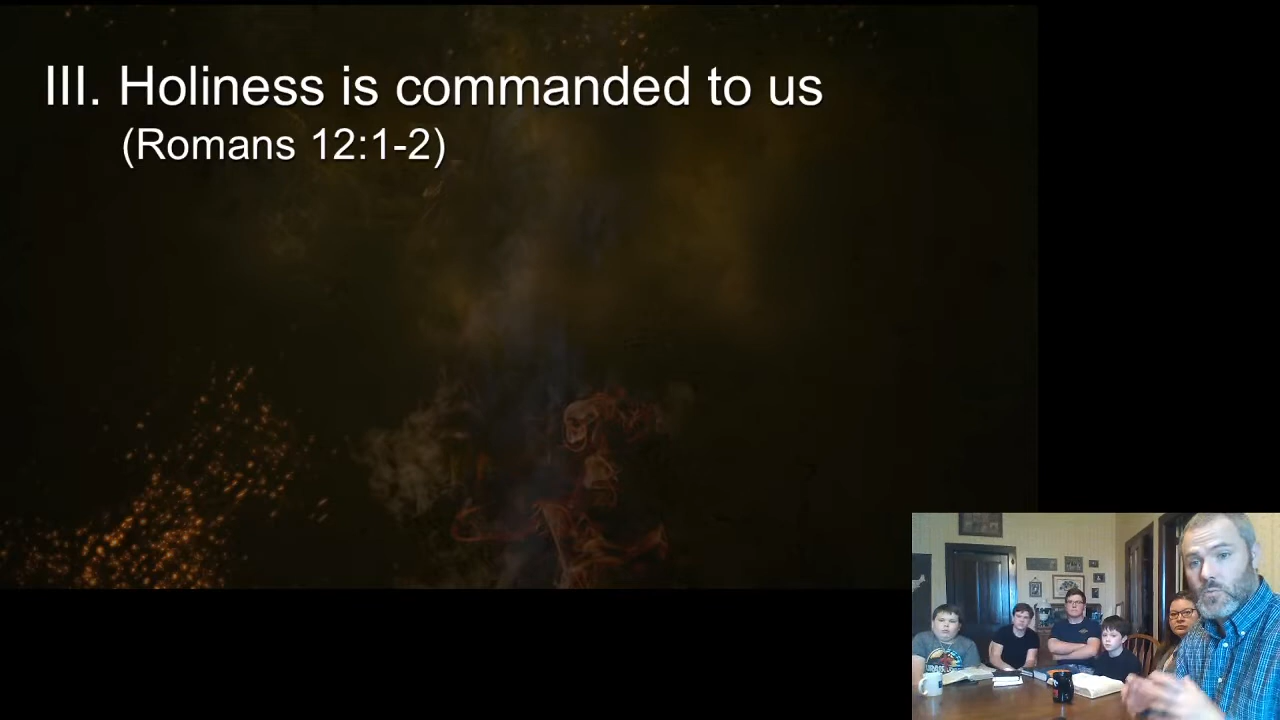 III. Holiness is commanded to us
(Romans 12:1-2)